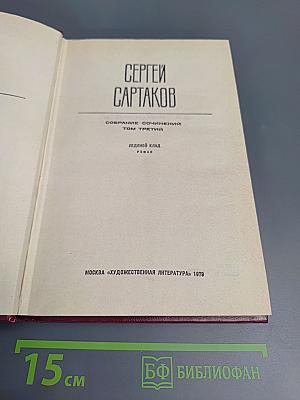 СЕРГЕЙ
САРТАКОВ
СОБРАНИЕ СОЧИНЕНИЙ
ТОМ ТРЕТИЙ
ЛЕДЯНОЙ КЛАД
РОМАН
МОСКВА «ХУДОЖЕСТВЕННАЯ ЛИТЕРАТУРА» 1979
15 см
БФ БИБЛИОФАН